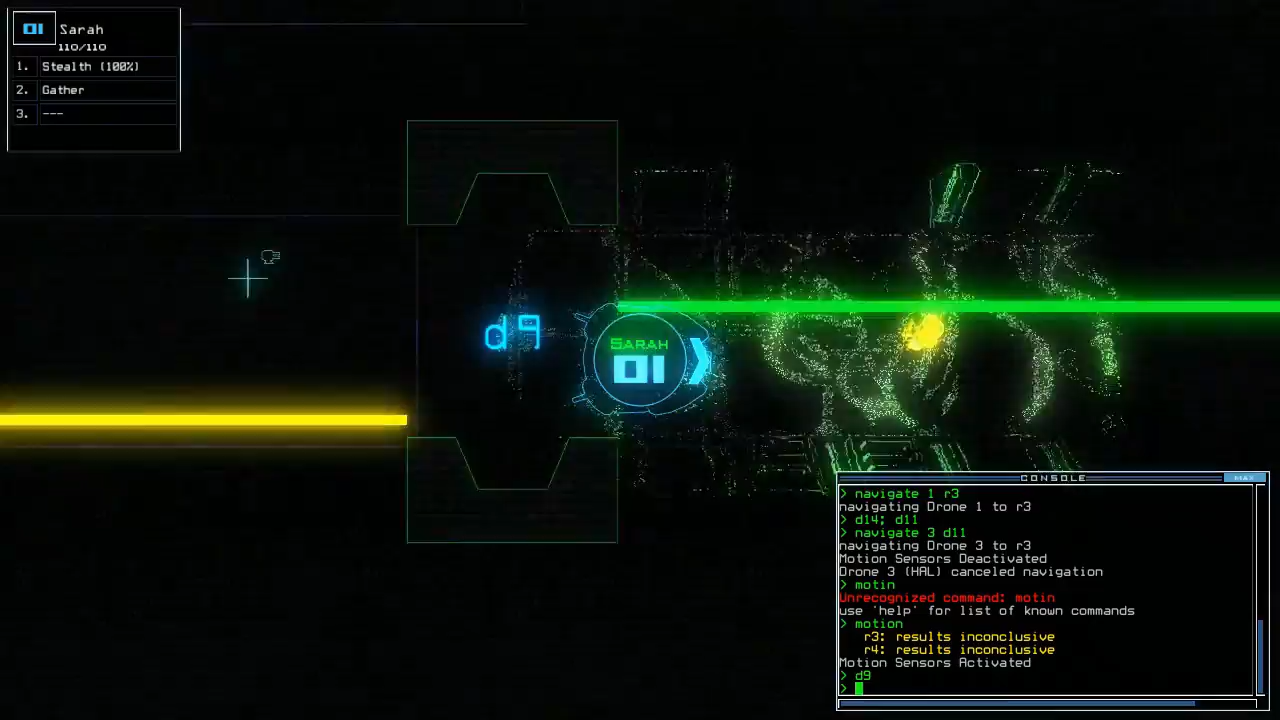 01 Sarah
110/110
1. Stealth (100%)
2. Gather
3. ---
d9
SARAH
01
CONSOLE
MAX
> navigate 1 r3
navigating Drone 1 to r3
> d14; d11
> navigate 3 d11
navigating Drone 3 to r3
Motion Sensors Deactivated
Drone 3 (HAL) canceled navigation
> motin
Unrecognized command: motin
use 'help' for list of known commands
> motion
r3: results inconclusive
r4: results inconclusive
Motion Sensors Activated
> d9
>